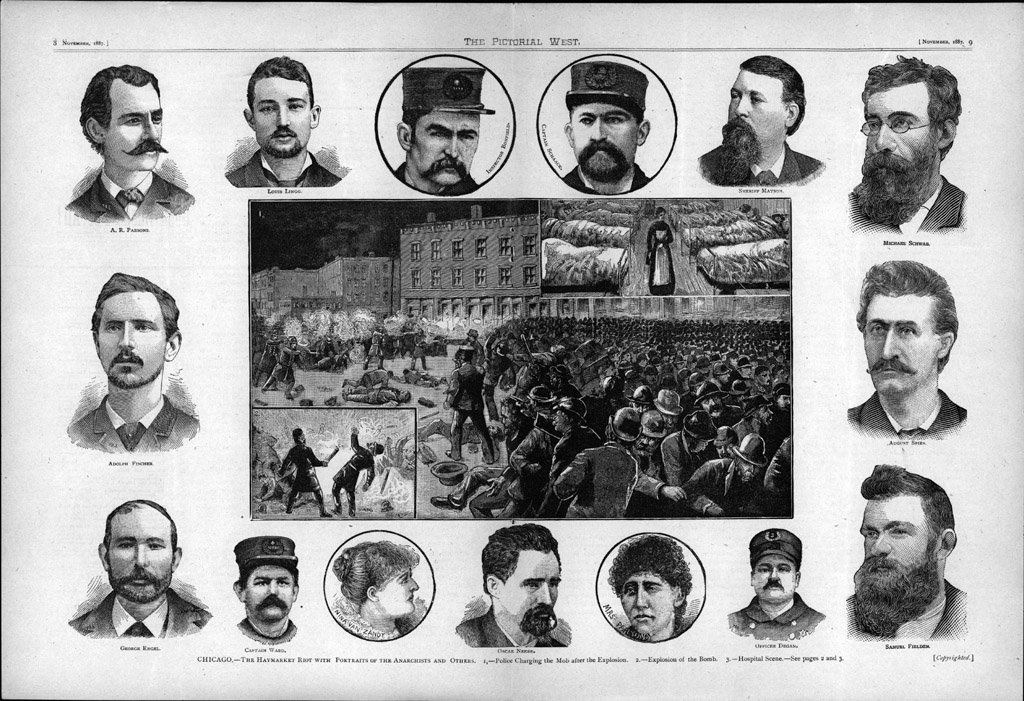 8 November, 1887.]
The Pictorial West.
[November, 1887. 9
A. R. Parsons.
Louis Lingg.
Inspector Bonfield.
Captain Schaack.
Sheriff Matson.
Michael Schwab.
Adolph Fischer.
August Spies.
George Engel.
Captain Ward.
Nina Van Zandt
Oscar Neebe.
Mrs Parsons
Officer Degan.
Samuel Fielden.
CHICAGO.—The Haymarket Riot with Portraits of the Anarchists and Others. 1,—Police Charging the Mob after the Explosion. 2.—Explosion of the Bomb. 3.—Hospital Scene.—See pages 2 and 3.
[Copyrighted.]